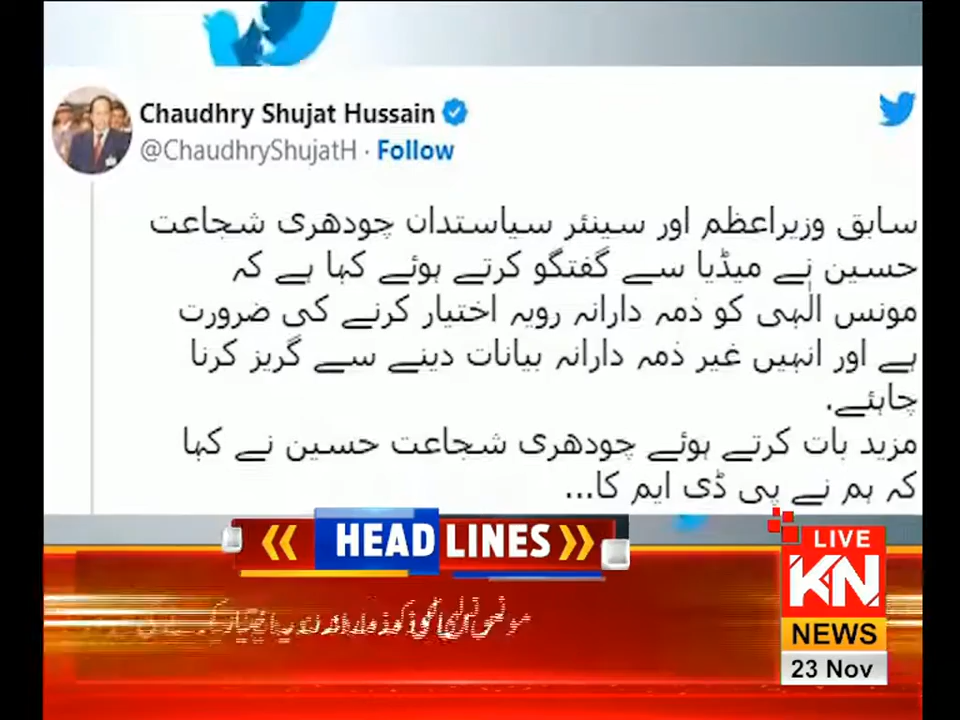 Chaudhry Shujat Hussain
@ChaudhryShujatH · Follow
سابق وزیراعظم اور سینئر سیاستدان چودھری شجاعت
حسین نے میڈیا سے گفتگو کرتے ہوئے کہا ہے کہ
مونس الٰہی کو ذمہ دارانہ رویہ اختیار کرنے کی ضرورت
ہے اور انہیں غیر ذمہ دارانہ بیانات دینے سے گریز کرنا
چاہئے.
مزید بات کرتے ہوئے چودھری شجاعت حسین نے کہا
کہ ہم نے پی ڈی ایم کا...
HEADLINES
LIVE
KN
NEWS
23 Nov